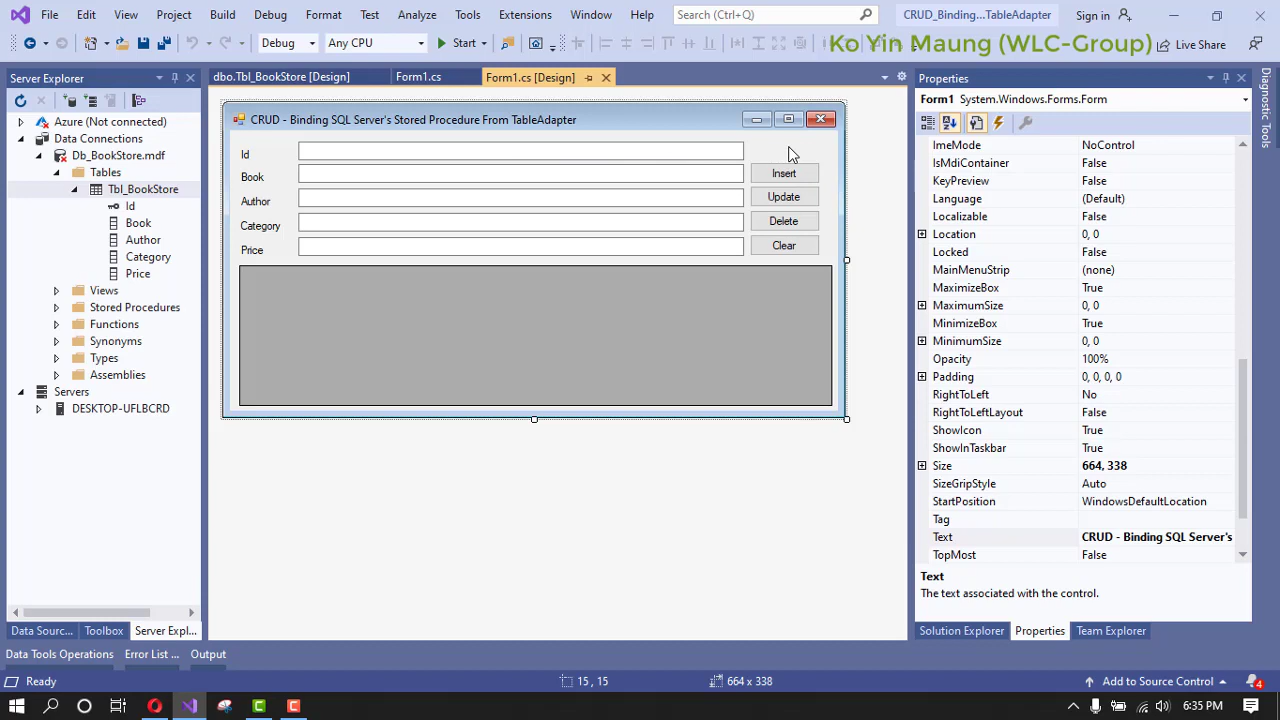 File Edit View Project Build Debug Format Test Analyze Tools Extensions Window Help Search (Ctrl+Q) CRUD_Binding...TableAdapter Sign in
Debug Any CPU Start Live Share
Ko Yin Maung (WLC-Group)
Server Explorer
Azure (Not connected)
Data Connections
Db_BookStore.mdf
Tables
Tbl_BookStore
Id
Book
Author
Category
Price
Views
Stored Procedures
Functions
Synonyms
Types
Assemblies
Servers
DESKTOP-UFLBCRD
Data Sourc... Toolbox Server Expl...
dbo.Tbl_BookStore [Design] Form1.cs Form1.cs [Design]
CRUD - Binding SQL Server's Stored Procedure From TableAdapter
Id
Book Insert
Author Update
Category Delete
Price Clear
Properties
Form1 System.Windows.Forms.Form
ImeMode NoControl
IsMdiContainer False
KeyPreview False
Language (Default)
Localizable False
Location 0, 0
Locked False
MainMenuStrip (none)
MaximizeBox True
MaximumSize 0, 0
MinimizeBox True
MinimumSize 0, 0
Opacity 100%
Padding 0, 0, 0, 0
RightToLeft No
RightToLeftLayout False
ShowIcon True
ShowInTaskbar True
Size 664, 338
SizeGripStyle Auto
StartPosition WindowsDefaultLocation
Tag
Text CRUD - Binding SQL Server's
TopMost False
Text
The text associated with the control.
Solution Explorer Properties Team Explorer
Diagnostic Tools
Data Tools Operations Error List ... Output
Ready 15 , 15 664 x 338 Add to Source Control 4
6:35 PM